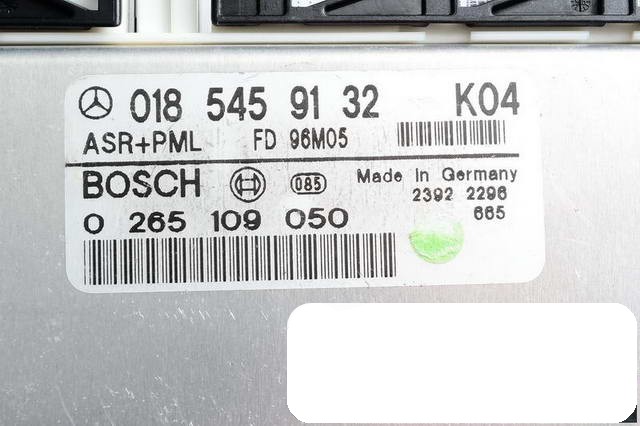 018 545 91 32 K04
ASR+PML FD 96M05
BOSCH 085 Made in Germany
2392 2296
0 265 109 050 665